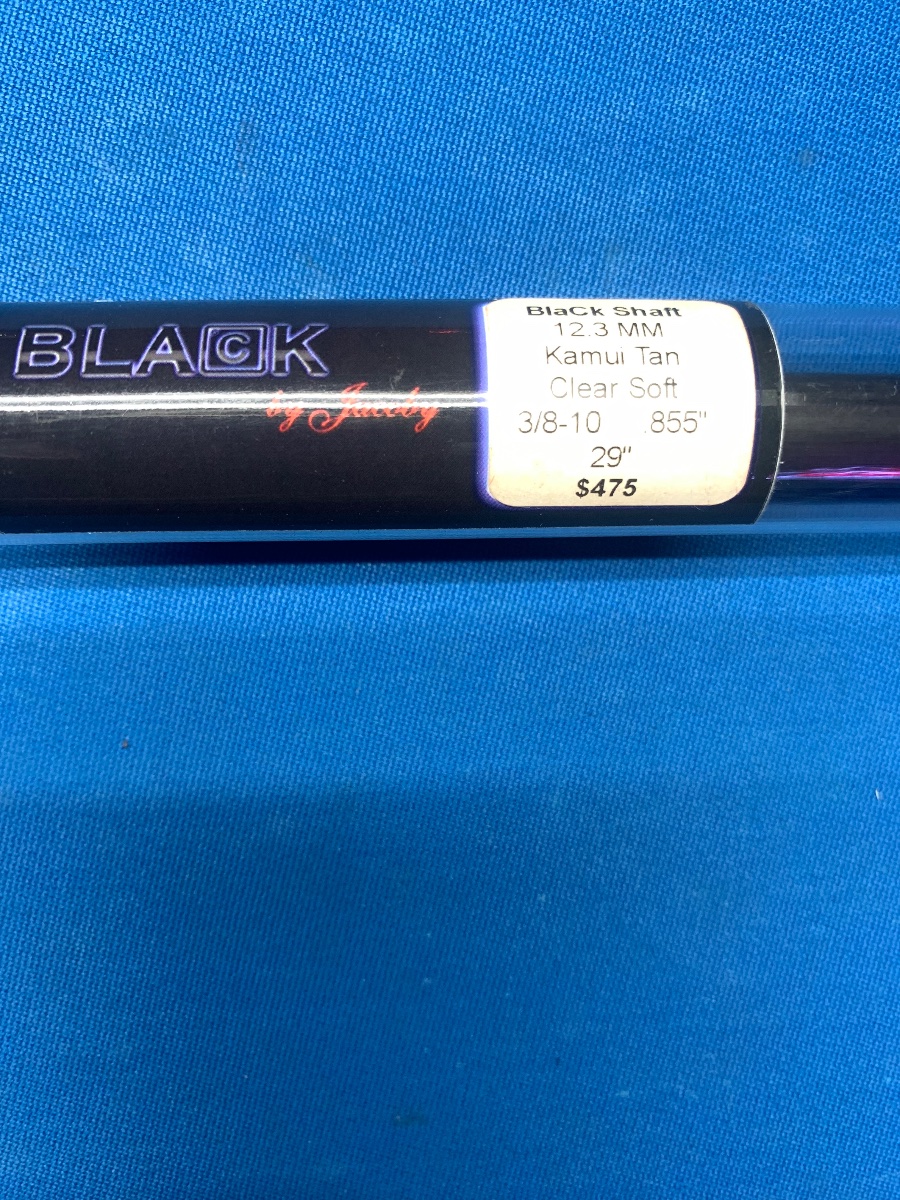 BLACK
by Jacoby
BlaCk Shaft
12.3 MM
Kamui Tan
Clear Soft
3/8-10 .855"
29"
$475